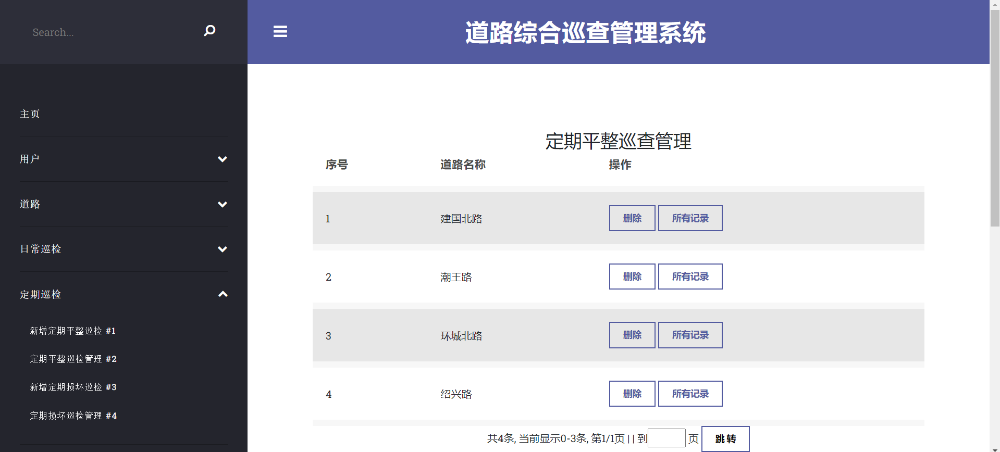 Search...
道路综合巡查管理系统
主页
用户
道路
日常巡检
定期巡检
新增定期平整巡检 #1
定期平整巡检管理 #2
新增定期损坏巡检 #3
定期损坏巡检管理 #4
定期平整巡查管理
序号 道路名称 操作
1 建国北路 删除 所有记录
2 潮王路 删除 所有记录
3 环城北路 删除 所有记录
4 绍兴路 删除 所有记录
共4条, 当前显示0-3条, 第1/1页 | | 到 页 跳转